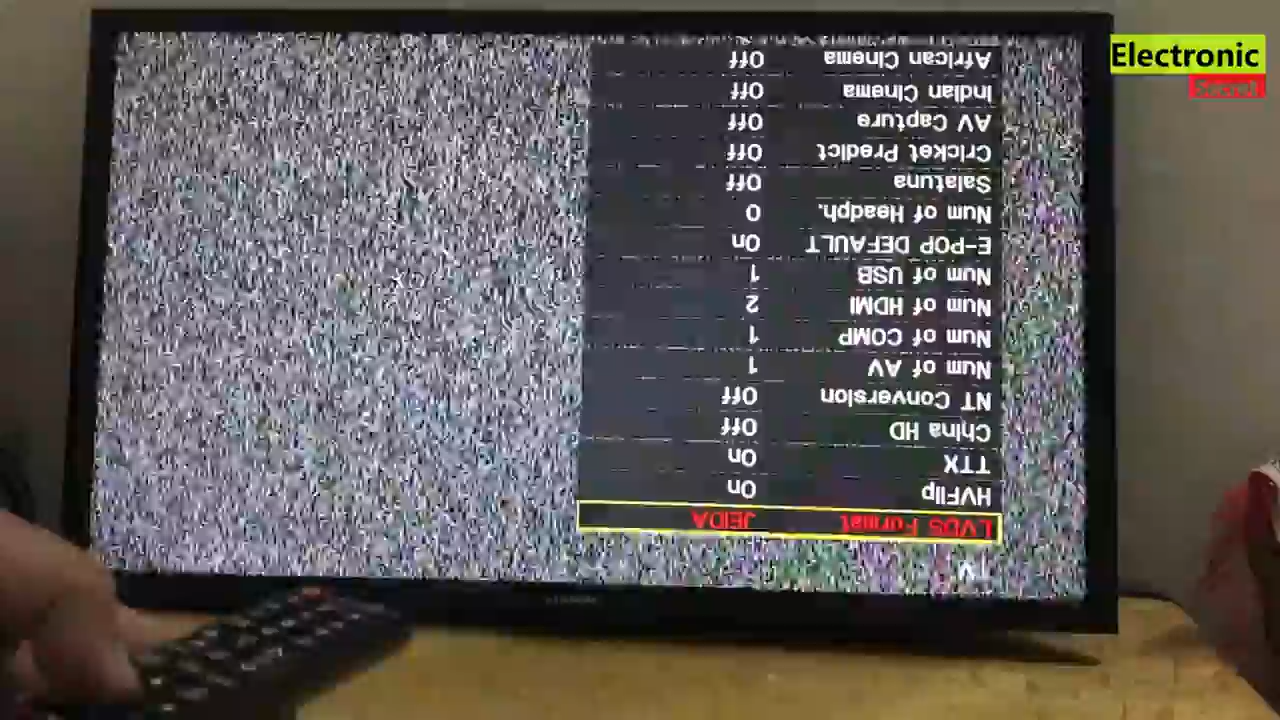 Electronic
Secret
TV
LVDS Format JEIDA
HVFlip On
TTX On
China HD Off
NT Conversion Off
Num of AV 1
Num of COMP 1
Num of HDMI 2
Num of USB 1
E-POP DEFAULT On
Num of Headph. 0
Salatuna Off
Cricket Predict Off
AV Capture Off
Indian Cinema Off
African Cinema Off